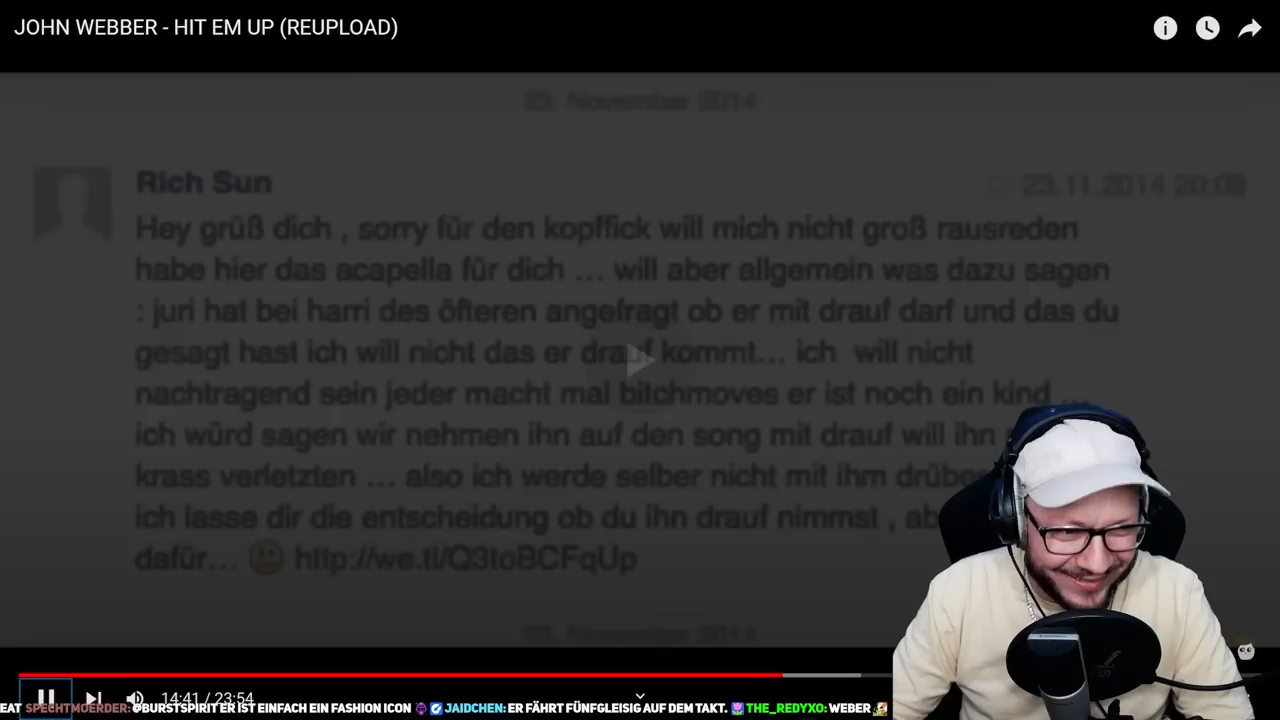 JOHN WEBBER - HIT EM UP (REUPLOAD)
23. November 2014
Rich Sun
23.11.2014 20:09
Hey grüß dich , sorry für den kopffick will mich nicht groß rausreden
habe hier das acapella für dich ... will aber allgemein was dazu sagen
: juri hat bei harri des öfteren angefragt ob er mit drauf darf und das du
gesagt hast ich will nicht das er drauf kommt... ich will nicht
nachtragend sein jeder macht mal bitchmoves er ist noch ein kind ...
ich würd sagen wir nehmen ihn auf den song mit drauf will ihn
krass verletzten ... also ich werde selber nicht mit ihm drüber
ich lasse dir die entscheidung ob du ihn drauf nimmst , ab
dafür... http://we.tl/Q3toBCFqUp
23. November 2014
14:41 / 23:54
EAT SPECHTMOERDER: @BURSTSPIRIT ER IST EINFACH EIN FASHION ICON JAIDCHEN: ER FÄHRT FÜNFGLEISIG AUF DEM TAKT. THE_REDYXO: WEBER